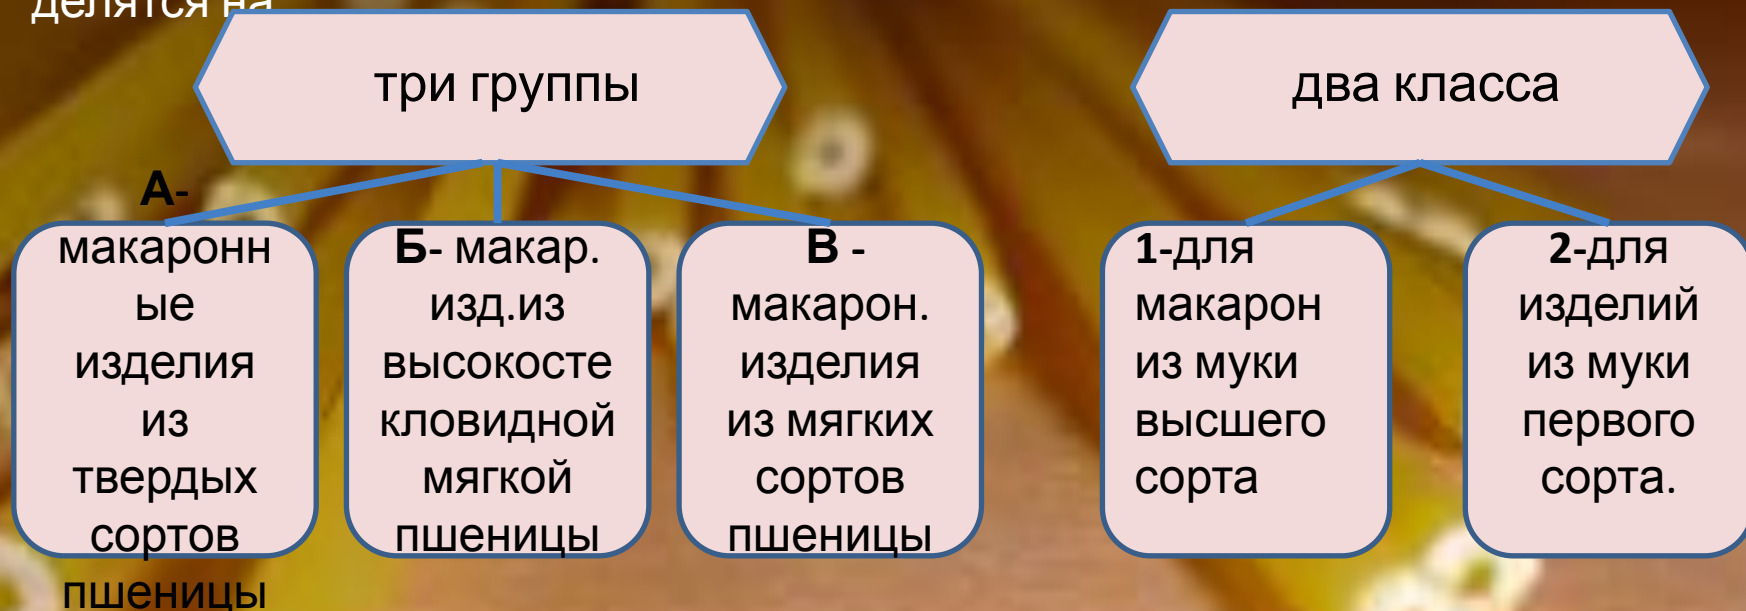 делятся на
три группы
два класса
А-
макаронн
ые
изделия
из
твердых
сортов
пшеницы
Б- макар.
изд.из
высокосте
кловидной
мягкой
пшеницы
В -
макарон.
изделия
из мягких
сортов
пшеницы
1-для
макарон
из муки
высшего
сорта
2-для
изделий
из муки
первого
сорта.